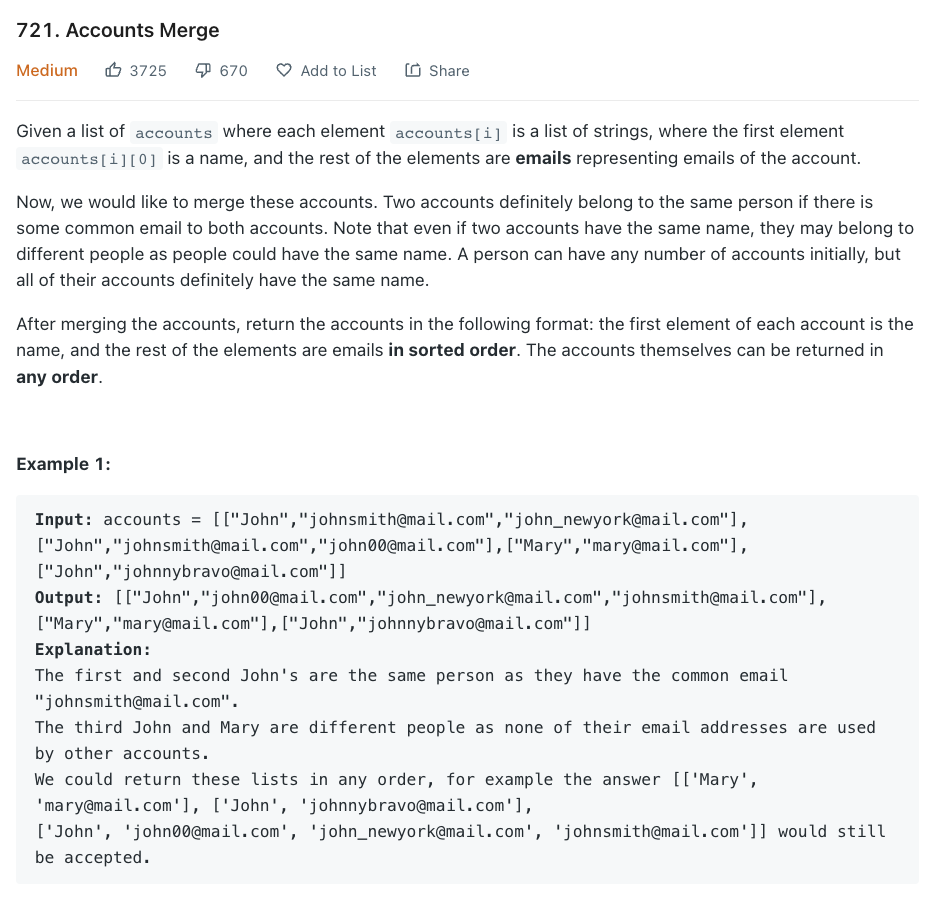 721. Accounts Merge
Medium 3725 670 Add to List Share
Given a list of accounts where each element accounts[i] is a list of strings, where the first element
accounts[i][0] is a name, and the rest of the elements are emails representing emails of the account.
Now, we would like to merge these accounts. Two accounts definitely belong to the same person if there is
some common email to both accounts. Note that even if two accounts have the same name, they may belong to
different people as people could have the same name. A person can have any number of accounts initially, but
all of their accounts definitely have the same name.
After merging the accounts, return the accounts in the following format: the first element of each account is the
name, and the rest of the elements are emails in sorted order. The accounts themselves can be returned in
any order.
Example 1:
Input: accounts = [["John","johnsmith@mail.com","john_newyork@mail.com"],
["John","johnsmith@mail.com","john00@mail.com"],["Mary","mary@mail.com"],
["John","johnnybravo@mail.com"]]
Output: [["John","john00@mail.com","john_newyork@mail.com","johnsmith@mail.com"],
["Mary","mary@mail.com"],["John","johnnybravo@mail.com"]]
Explanation:
The first and second John's are the same person as they have the common email
"johnsmith@mail.com".
The third John and Mary are different people as none of their email addresses are used
by other accounts.
We could return these lists in any order, for example the answer [['Mary',
'mary@mail.com'], ['John', 'johnnybravo@mail.com'],
['John', 'john00@mail.com', 'john_newyork@mail.com', 'johnsmith@mail.com']] would still
be accepted.